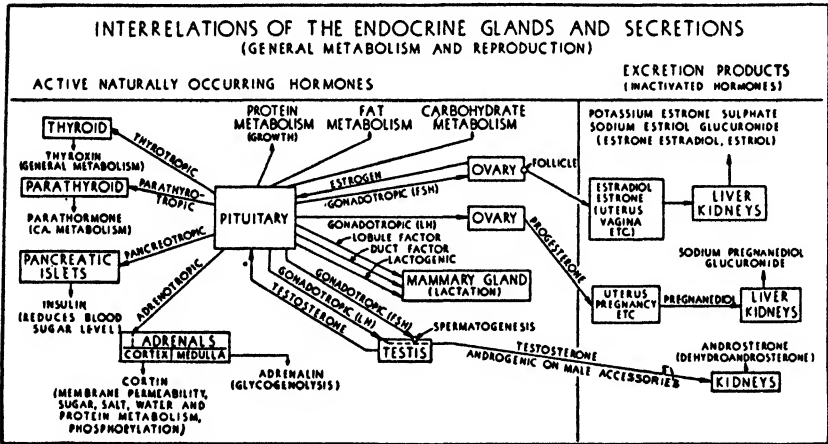 INTERRELATIONS OF THE ENDOCRINE GLANDS AND SECRETIONS
(GENERAL METABOLISM AND REPRODUCTION)
ACTIVE NATURALLY OCCURRING HORMONES
EXCRETION PRODUCTS
(INACTIVATED HORMONES)
THYROID
THYROXIN
(GENERAL METABOLISM)
PARATHYROID
PARATHORMONE
(CA. METABOLISM)
PANCREATIC
ISLETS
INSULIN
(REDUCES BLOOD
SUGAR LEVEL)
ADRENALS
CORTEX MEDULLA
CORTIN
(MEMBRANE PERMEABILITY,
SUGAR, SALT, WATER AND
PROTEIN METABOLISM,
PHOSPHORYLATION)
ADRENALIN
(GLYCOGENOLYSIS)
THYROTROPIC
PARATHYRO-
TROPIC
PANCREOTROPIC
ADRENOTROPIC
PITUITARY
PROTEIN
METABOLISM
(GROWTH)
FAT
METABOLISM
CARBOHYDRATE
METABOLISM
ESTROGEN
GONADOTROPIC (FSH)
OVARY
FOLLICLE
GONADOTROPIC (LH)
OVARY
PROGESTERONE
LOBULE FACTOR
DUCT FACTOR
LACTOGENIC
MAMMARY GLAND
(LACTATION)
GONADOTROPIC (FSH)
GONADOTROPIC (LH)
TESTOSTERONE
SPERMATOGENESIS
TESTIS
TESTOSTERONE
ANDROGENIC ON MALE ACCESSORIES
POTASSIUM ESTRONE SULPHATE
SODIUM ESTRIOL GLUCURONIDE
(ESTRONE ESTRADIOL, ESTRIOL)
ESTRADIOL
ESTRONE
(UTERUS
VAGINA
ETC)
LIVER
KIDNEYS
SODIUM PREGNANEDIOL
GLUCURONIDE
UTERUS
PREGNANCY
ETC
PREGNANEDIOL
LIVER
KIDNEYS
ANDROSTERONE
(DEHYDROANDROSTERONE)
KIDNEYS